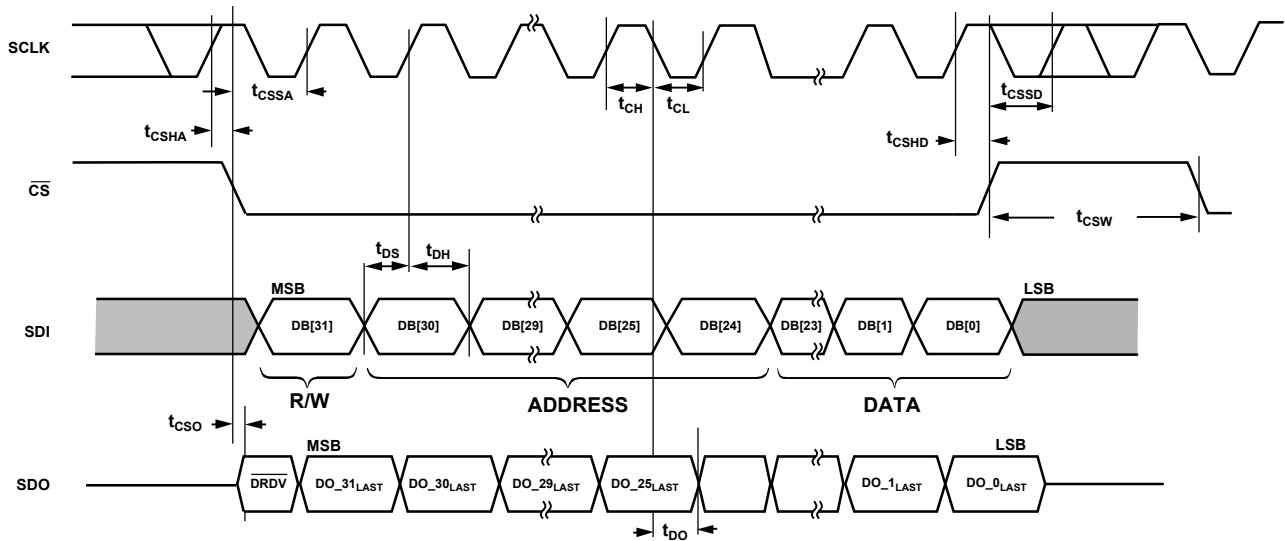 SCLK
tCSSA
tCH
tCL
tCSSD
tCSHA
tCSHD
CS
tCSW
tDS
tDH
MSB
LSB
SDI
DB[31]
DB[30]
DB[29]
DB[25]
DB[24]
DB[23]
DB[1]
DB[0]
R/W
ADDRESS
DATA
tCSO
MSB
LSB
SDO
DRDV
DO_31LAST
DO_30LAST
DO_29LAST
DO_25LAST
DO_1LAST
DO_0LAST
tDO